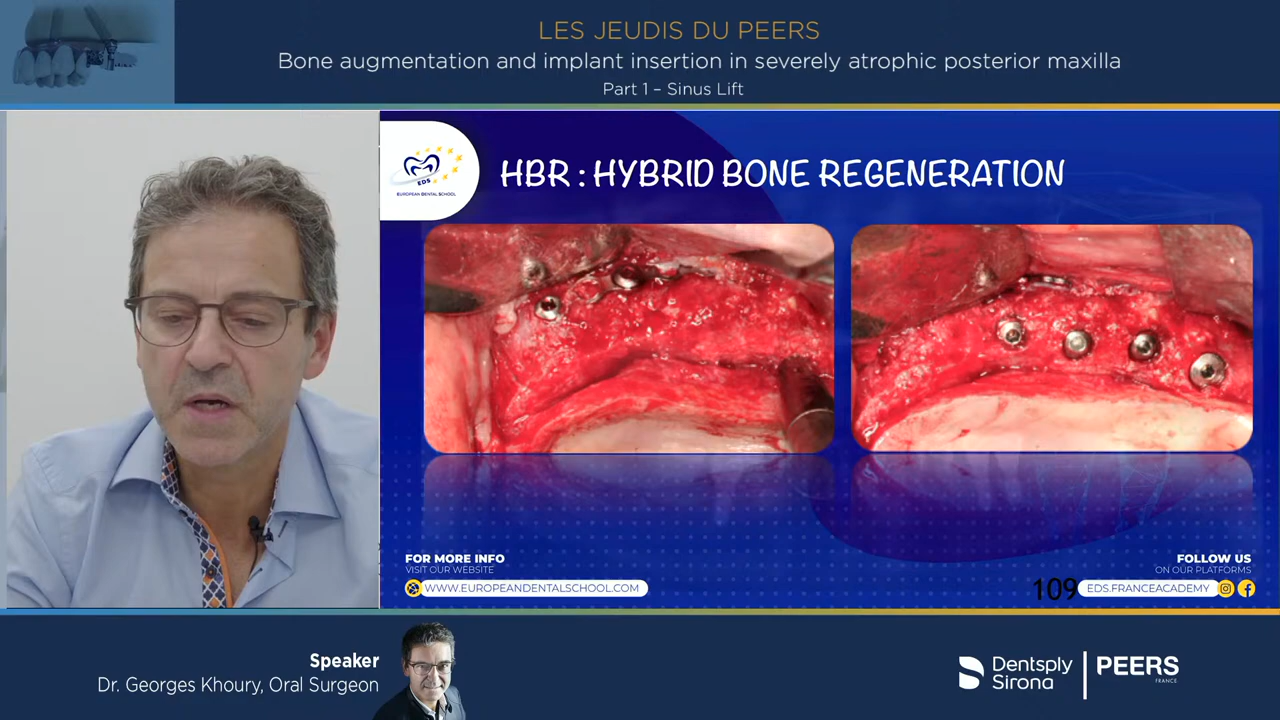 LES JEUDIS DU PEERS
Bone augmentation and implant insertion in severely atrophic posterior maxilla
Part 1 – Sinus Lift
EDS
EUROPEAN DENTAL SCHOOL
HBR : HYBRID BONE REGENERATION
FOR MORE INFO
VISIT OUR WEBSITE
WWW.EUROPEANDENTALSCHOOL.COM
FOLLOW US
ON OUR PLATFORMS
109
EDS.FRANCEACADEMY
Speaker
Dr. Georges Khoury, Oral Surgeon
Dentsply
Sirona
PEERS
FRANCE